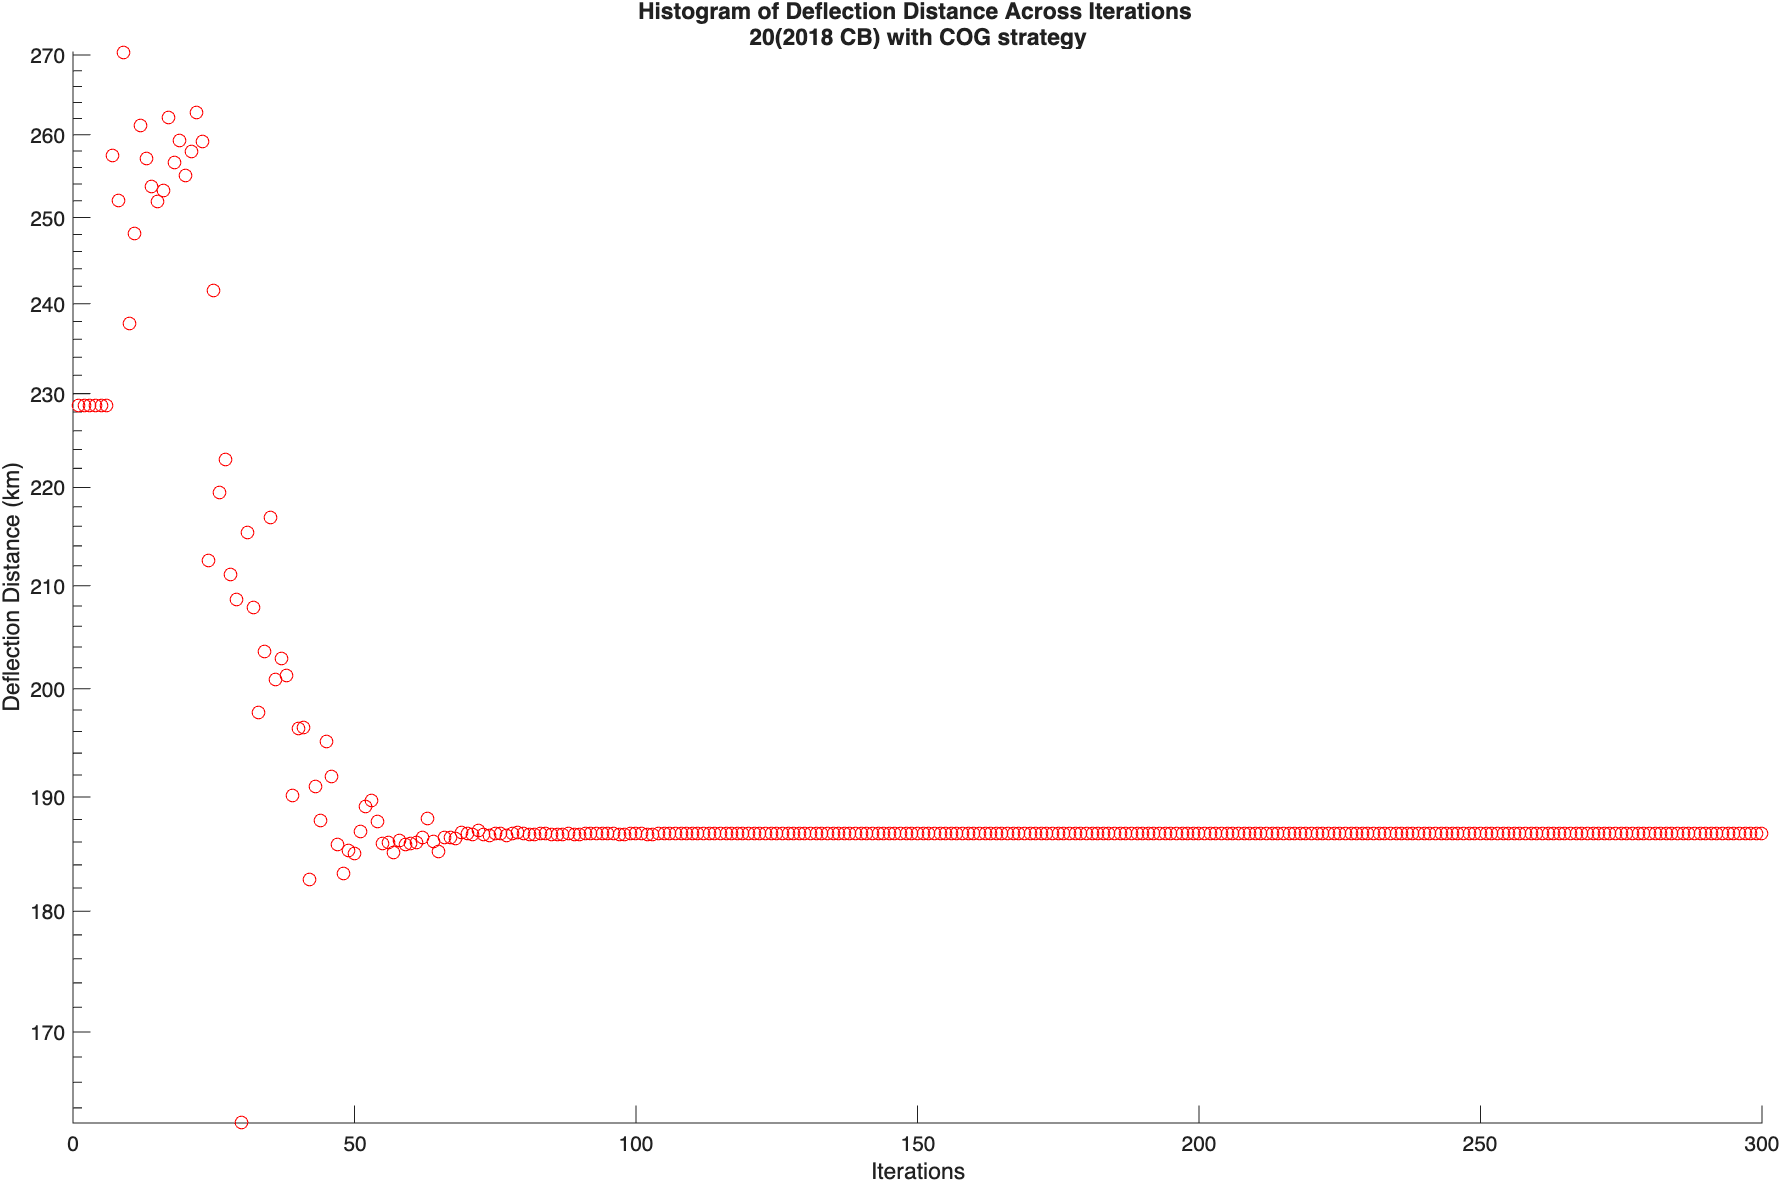 Histogram of Deflection Distance Across Iterations
20(2018 CB) with COG strategy
Deflection Distance (km)
270
260
250
240
230
220
210
200
190
180
170
0 50 100 150 200 250 300
Iterations